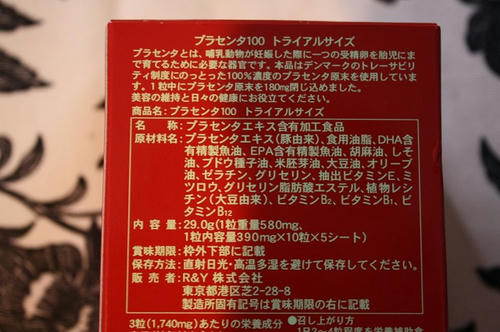 プラセンタ100 トライアルサイズ
プラセンタとは、哺乳動物が妊娠した際に一つの受精卵を胎児にま
まで育てるために必要な器官です。本品はデンマークのトレーサビリ
ティ制度にのっとった100%濃度のプラセンタ原末を使用していま
す。1粒中にプラセンタ原末を180mg閉じ込めました。
美容の維持と日々の健康にお役立てください。
商品名:プラセンタ100 トライアルサイズ
名 称:プラセンタエキス含有加工食品
原材料名:プラセンタエキス(豚由来)、食用油脂、DHA含
有精製魚油、EPA含有精製魚油、胡麻油、しそ
油、ブドウ種子油、米胚芽油、大豆油、オリーブ
油、ゼラチン、グリセリン、抽出ビタミンE、ミ
ツロウ、グリセリン脂肪酸エステル、植物レシ
チン(大豆由来)、ビタミンB2、ビタミンB1、ビ
タミンB12
内 容 量:29.0g(1粒重量580mg、
1粒内容量390mg×10粒×5シート)
賞味期限:枠外下部に記載
保存方法:直射日光・高温多湿を避けて保存してください。
販 売 者:R&Y 株式会社
東京都港区芝2-28-8
製造所固有記号は賞味期限の右に記載
3粒(1,740mg)あたりの栄養成分 ●召し上がり方